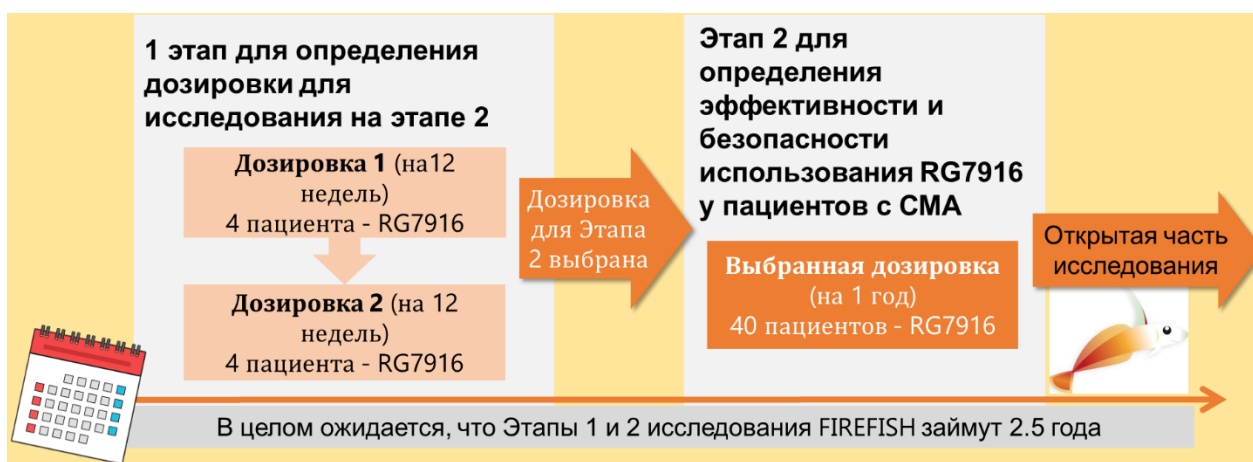 1 этап для определения
дозировки для
исследования на этапе 2
Дозировка 1 (на12
недель)
4 пациента - RG7916
Дозировка 2 (на 12
недель)
4 пациента - RG7916
Дозировка
для Этапа
2 выбрана
Этап 2 для
определения
эффективности и
безопасности
использования RG7916
у пациентов с СМА
Выбранная дозировка
(на 1 год)
40 пациентов - RG7916
Открытая часть
исследования
В целом ожидается, что Этапы 1 и 2 исследования FIREFISH займут 2.5 года